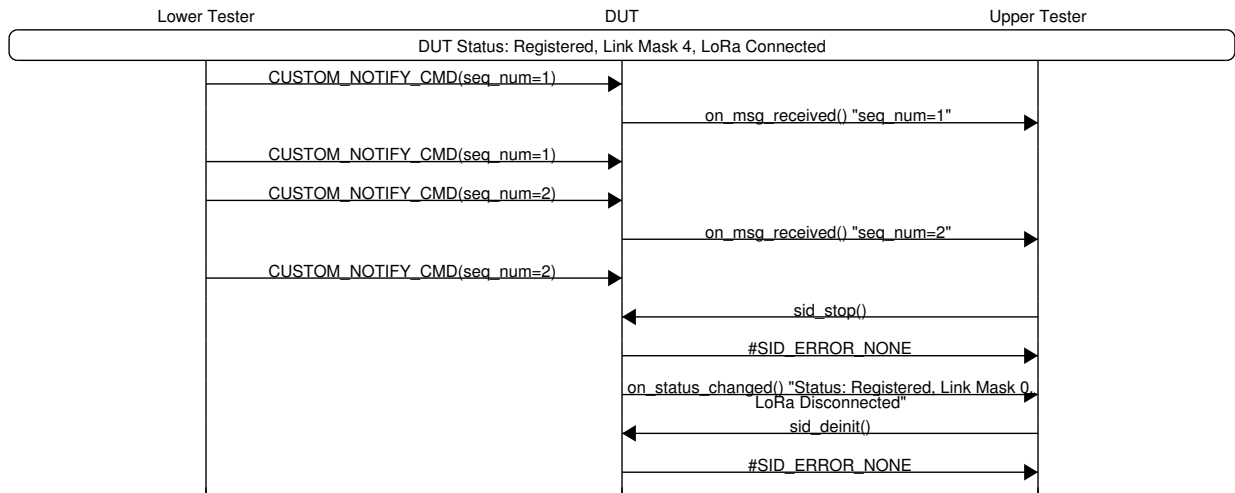 Lower Tester DUT Upper Tester
DUT Status: Registered, Link Mask 4, LoRa Connected
CUSTOM_NOTIFY_CMD(seq_num=1)
on_msg_received() "seq_num=1"
CUSTOM_NOTIFY_CMD(seq_num=1)
CUSTOM_NOTIFY_CMD(seq_num=2)
on_msg_received() "seq_num=2"
CUSTOM_NOTIFY_CMD(seq_num=2)
sid_stop()
#SID_ERROR_NONE
on_status_changed() "Status: Registered, Link Mask 0,
LoRa Disconnected"
sid_deinit()
#SID_ERROR_NONE